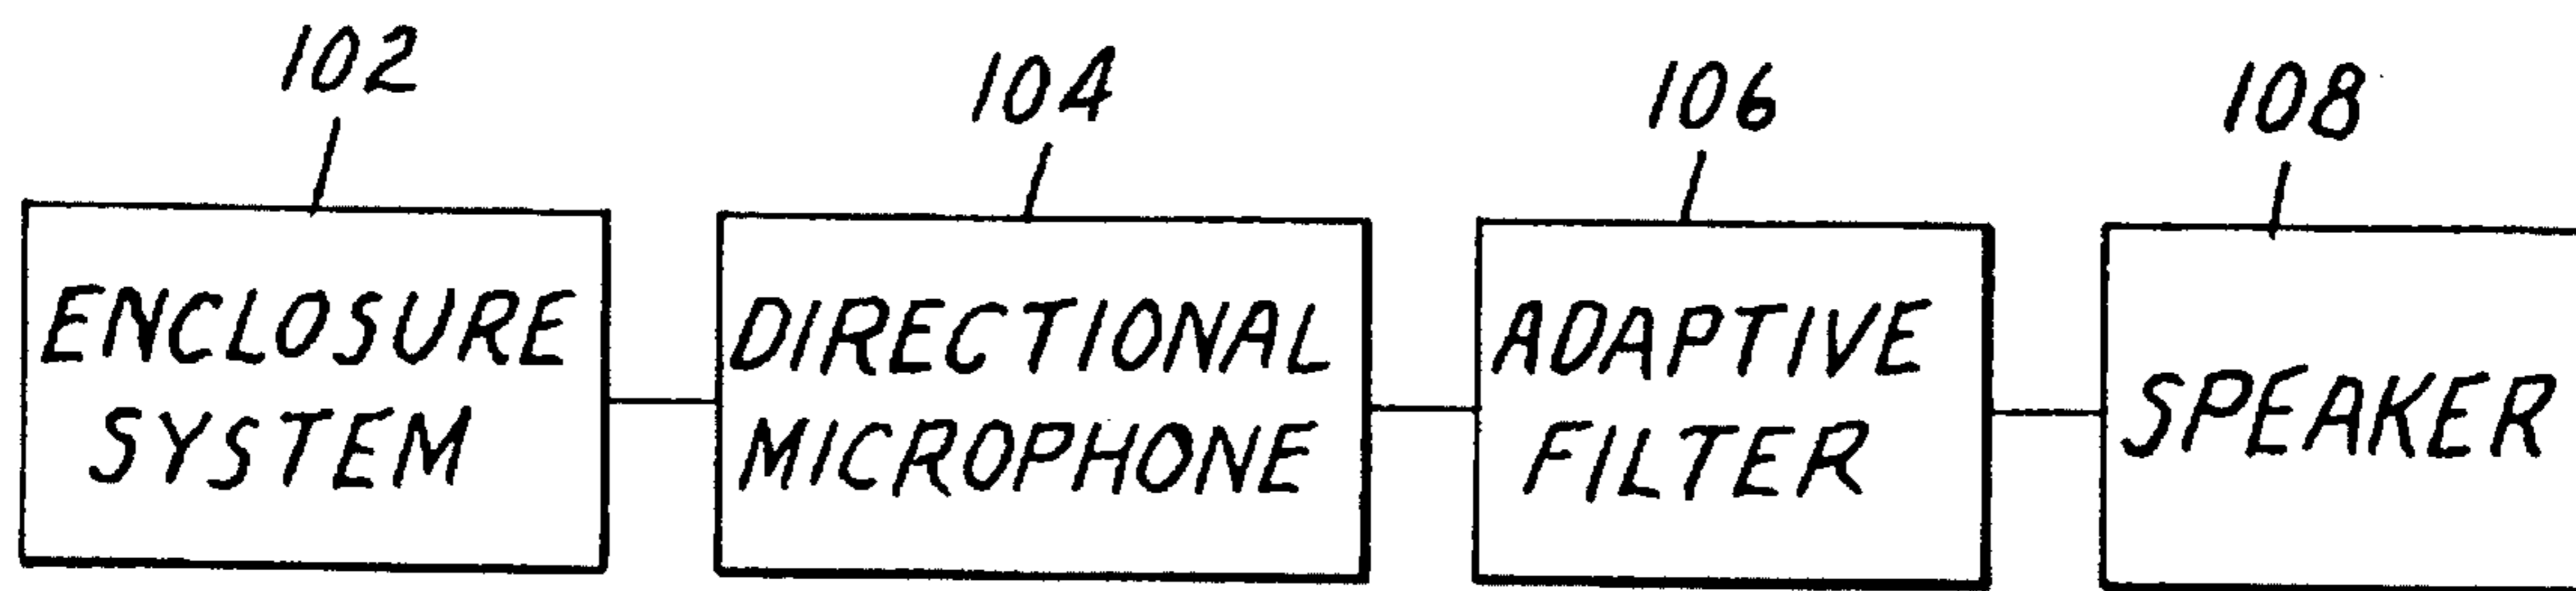 102
104
106
108
ENCLOSURE
SYSTEM
DIRECTIONAL
MICROPHONE
ADAPTIVE
FILTER
SPEAKER